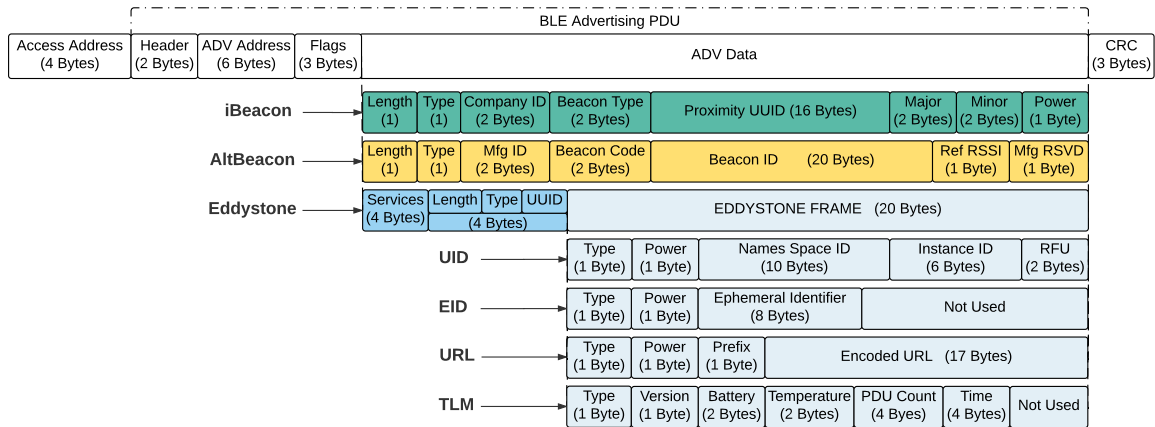 BLE Advertising PDU
Access Address (4 Bytes)
Header (2 Bytes)
ADV Address (6 Bytes)
Flags (3 Bytes)
ADV Data
CRC (3 Bytes)
iBeacon
Length (1)
Type (1)
Company ID (2 Bytes)
Beacon Type (2 Bytes)
Proximity UUID (16 Bytes)
Major (2 Bytes)
Minor (2 Bytes)
Power (1 Byte)
AltBeacon
Length (1)
Type (1)
Mfg ID (2 Bytes)
Beacon Code (2 Bytes)
Beacon ID (20 Bytes)
Ref RSSI (1 Byte)
Mfg RSVD (1 Byte)
Eddystone
Services (4 Bytes)
Length Type UUID
(4 Bytes)
EDDYSTONE FRAME (20 Bytes)
UID
Type (1 Byte)
Power (1 Byte)
Names Space ID (10 Bytes)
Instance ID (6 Bytes)
RFU (2 Bytes)
EID
Type (1 Byte)
Power (1 Byte)
Ephemeral Identifier (8 Bytes)
Not Used
URL
Type (1 Byte)
Power (1 Byte)
Prefix (1 Byte)
Encoded URL (17 Bytes)
TLM
Type (1 Byte)
Version (1 Byte)
Battery (2 Bytes)
Temperature (2 Bytes)
PDU Count (4 Byes)
Time (4 Bytes)
Not Used